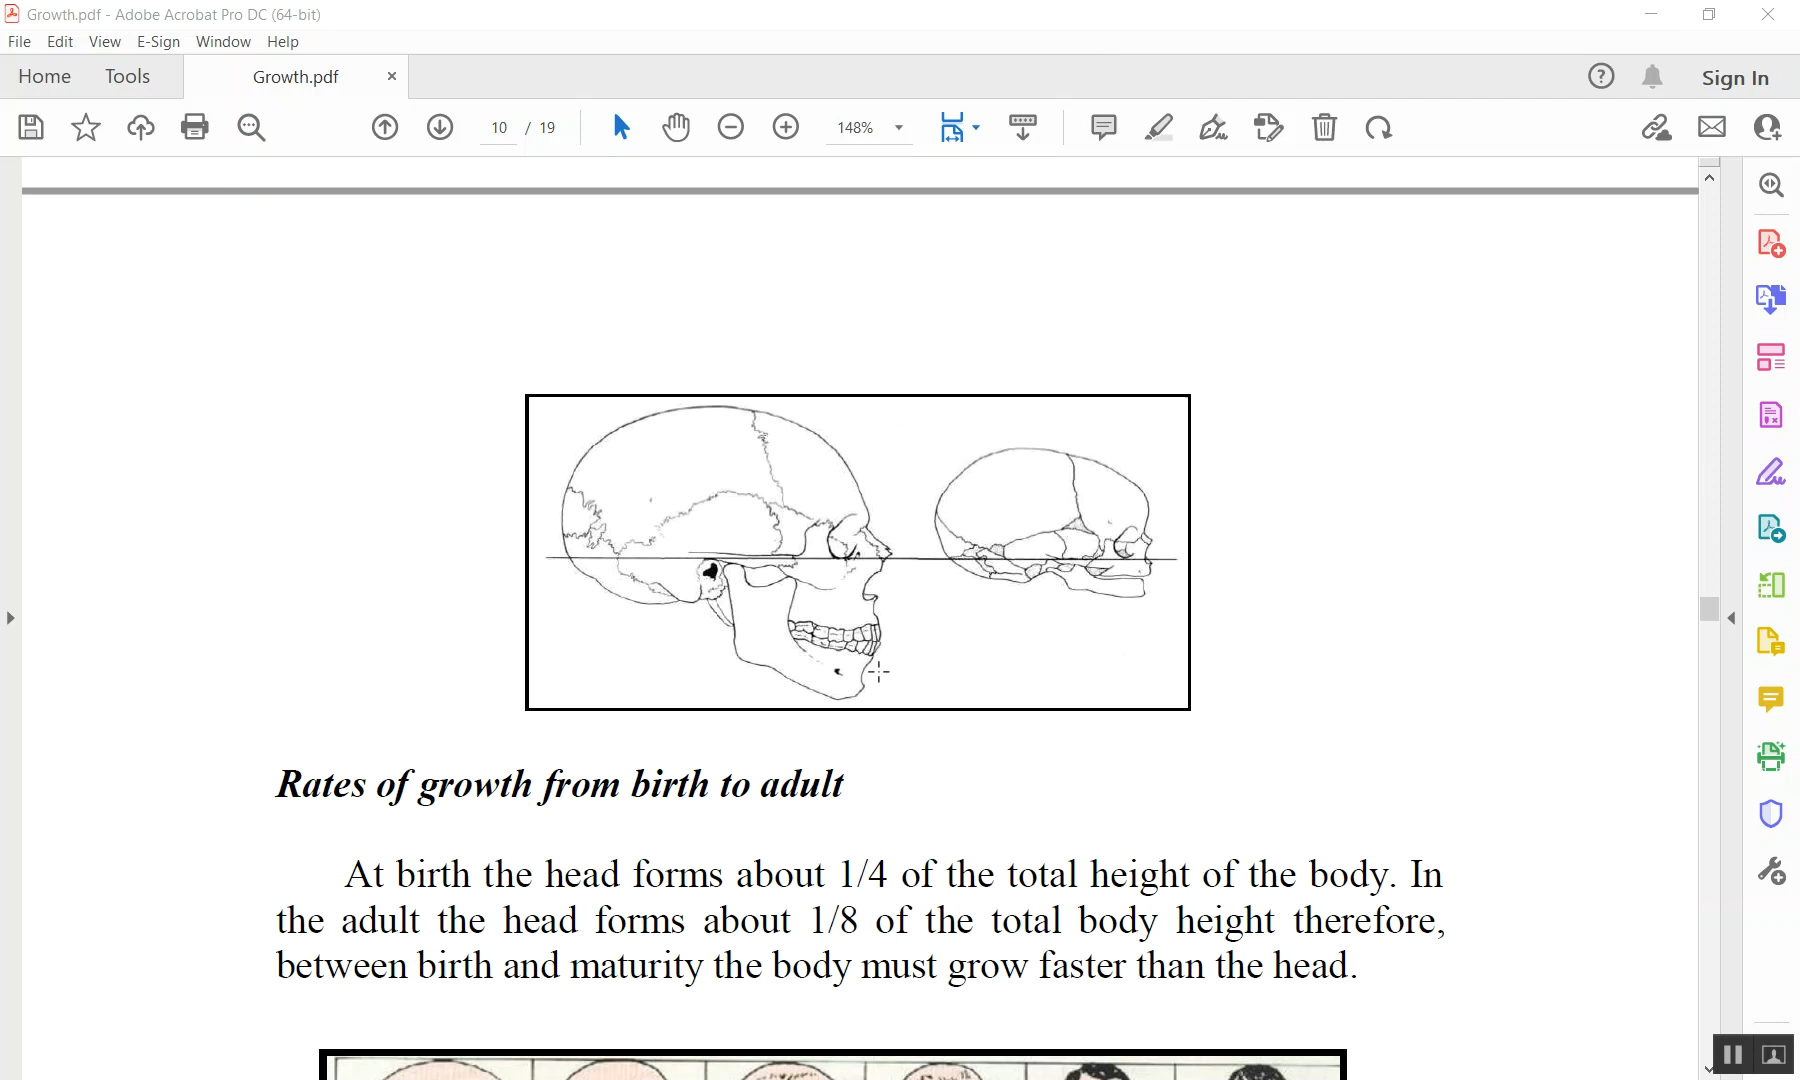 Growth.pdf - Adobe Acrobat Pro DC (64-bit)
File Edit View E-Sign Window Help
Home Tools Growth.pdf × ? Sign In
10 / 19 148%
Rates of growth from birth to adult
At birth the head forms about 1/4 of the total height of the body. In
the adult the head forms about 1/8 of the total body height therefore,
between birth and maturity the body must grow faster than the head.